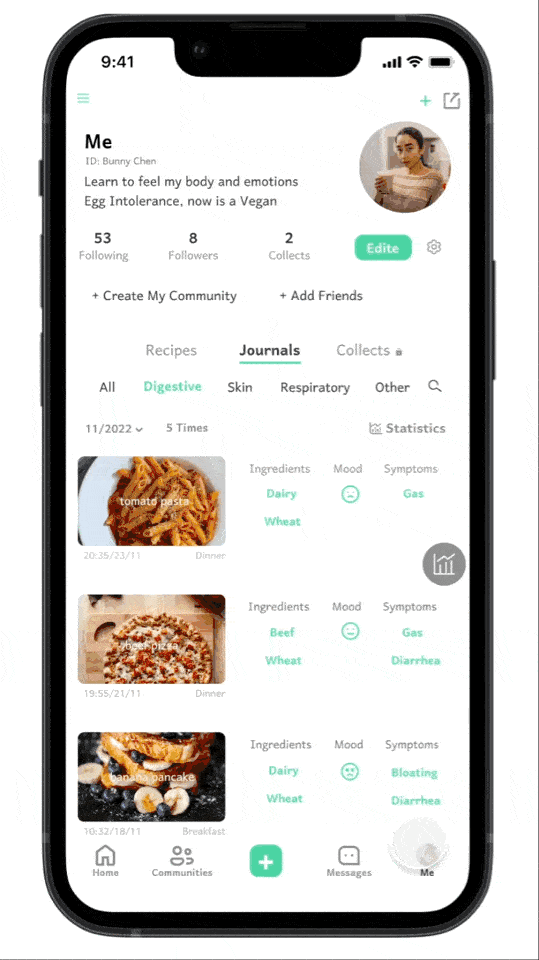 9:41
Me
ID: Bunny Chen
Learn to feel my body and emotions
Egg Intolerance, now is a Vegan
53 8 2
Following Followers Collects
Edite
+ Create My Community + Add Friends
Recipes Journals Collects
All Digestive Skin Respiratory Other
11/2022 5 Times Statistics
tomato pasta
Ingredients Mood Symptoms
Dairy Gas
Wheat
20:35/23/11 Dinner
beef pizza
Ingredients Mood Symptoms
Beef Gas
Wheat Diarrhea
19:55/21/11 Dinner
banana pancake
Ingredients Mood Symptoms
Dairy Bloating
Wheat Diarrhea
10:32/18/11 Breakfast
Home Communities Messages Me